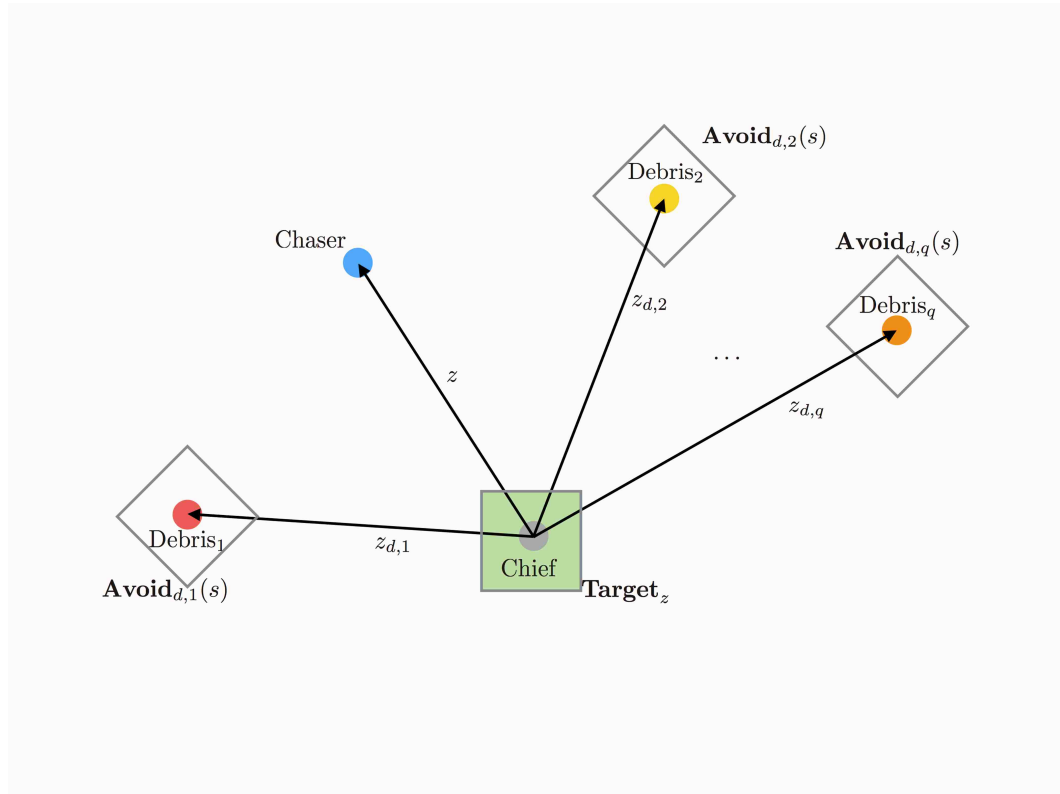 Avoid_{d,2}(s)
Debris_2
Chaser
Avoid_{d,q}(s)
z_{d,2}
Debris_q
...
z
z_{d,q}
Debris_1
z_{d,1}
Chief
Avoid_{d,1}(s)
Target_z